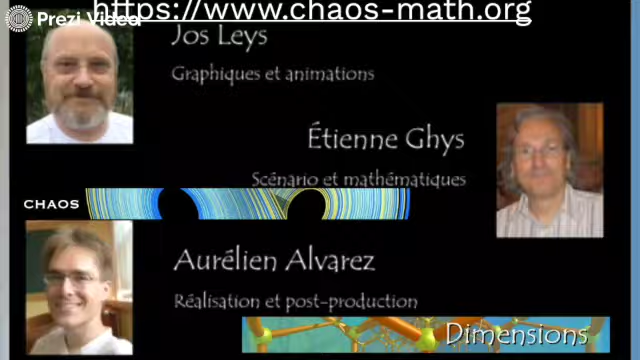 https://www.chaos-math.org
Prezi Video
Jos Leys
Graphiques et animations
Étienne Ghys
Scénario et mathématiques
CHAOS
Aurélien Alvarez
Réalisation et post-production
Dimensions